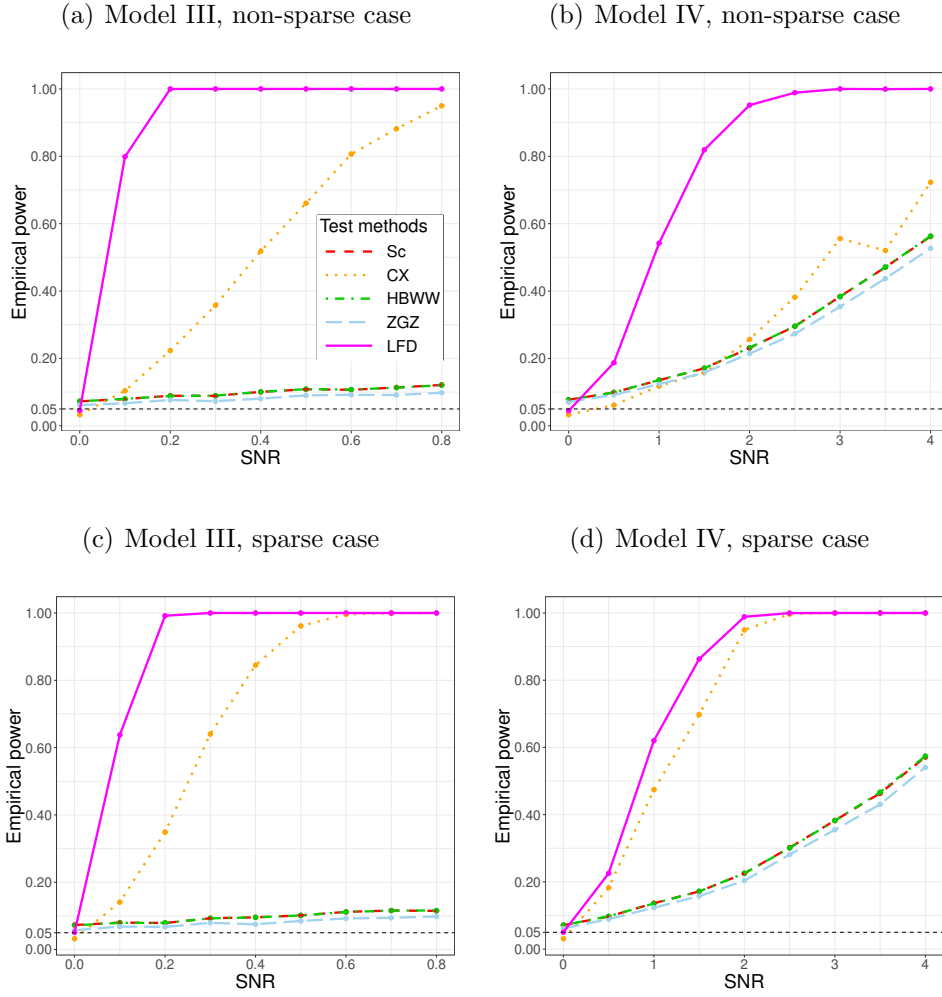 (a) Model III, non-sparse case
(b) Model IV, non-sparse case
Empirical power
1.00
0.80
0.60
0.40
0.20
0.05
0.00
0.0
0.2
0.4
0.6
0.8
SNR
Test methods
Sc
CX
HBWW
ZGZ
LFD
Empirical power
1.00
0.80
0.60
0.40
0.20
0.05
0.00
0
1
2
3
4
SNR
(c) Model III, sparse case
(d) Model IV, sparse case
Empirical power
1.00
0.80
0.60
0.40
0.20
0.05
0.00
0.0
0.2
0.4
0.6
0.8
SNR
Empirical power
1.00
0.80
0.60
0.40
0.20
0.05
0.00
0
1
2
3
4
SNR